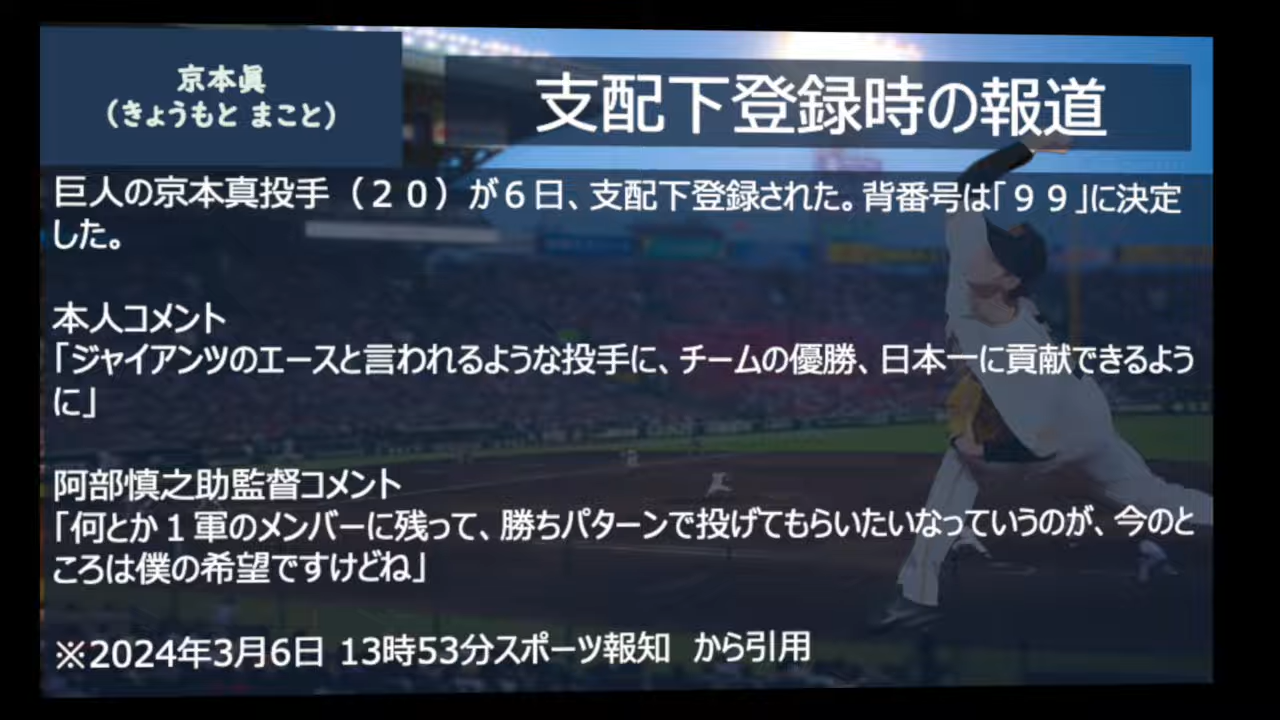 京本眞
（きょうもと まこと）
支配下登録時の報道
巨人の京本真投手（２０）が６日、支配下登録された。背番号は「９９」に決定
した。
本人コメント
「ジャイアンツのエースと言われるような投手に、チームの優勝、日本一に貢献できるよう
に」
阿部慎之助監督コメント
「何とか１軍のメンバーに残って、勝ちパターンで投げてもらいたいなっていうのが、今のと
ころは僕の希望ですけどね」
※2024年3月6日 13時53分スポーツ報知　から引用